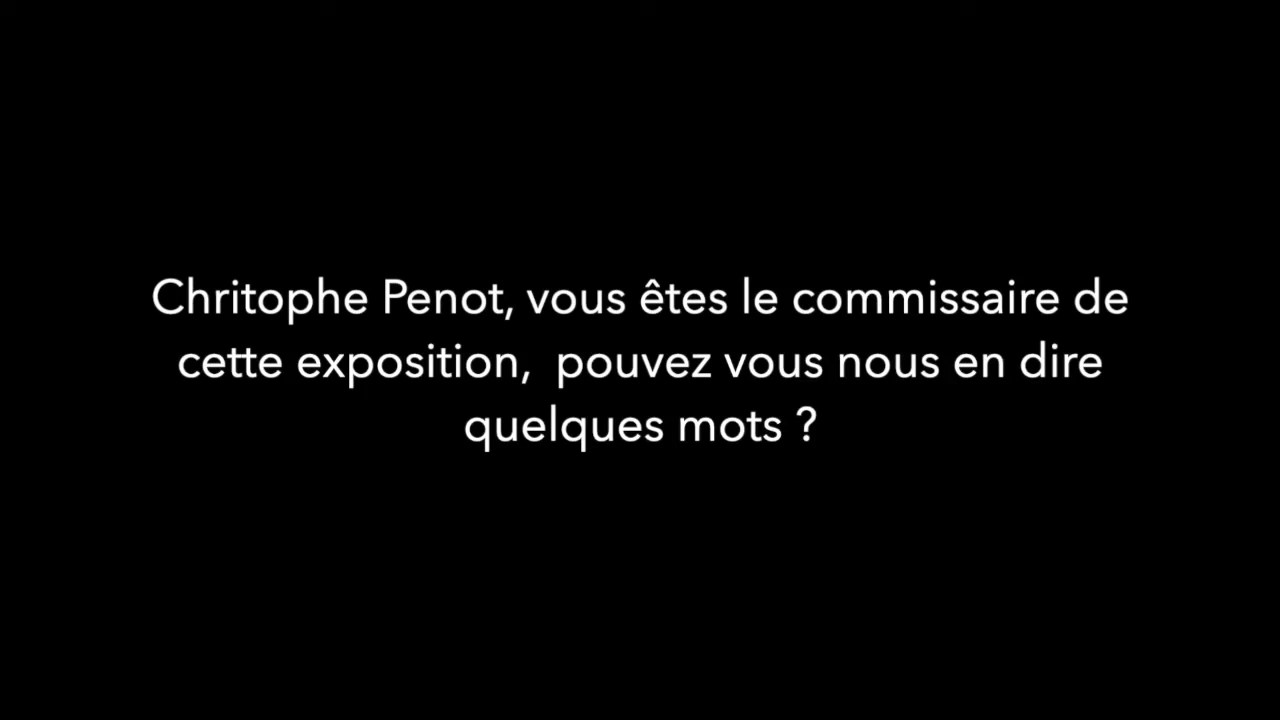 Chritophe Penot, vous êtes le commissaire de
cette exposition,  pouvez vous nous en dire
quelques mots ?